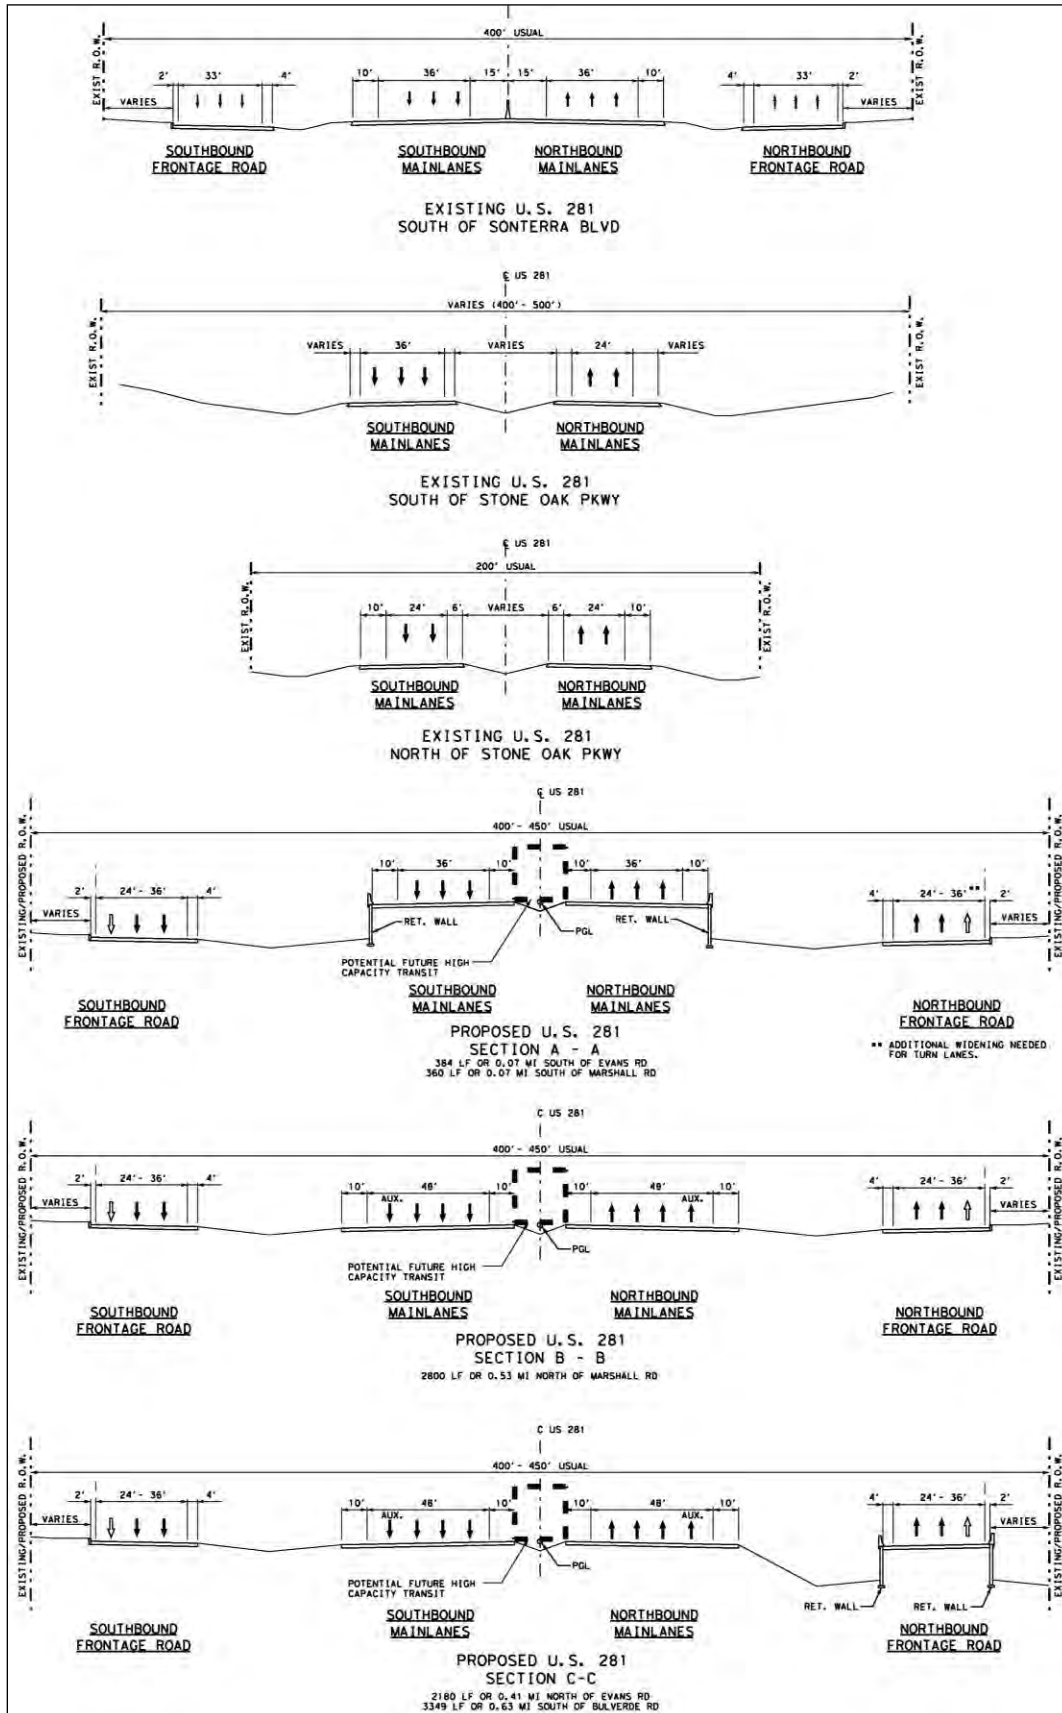 400' USUAL
EXIST R.O.W.
EXIST R.O.W.
2' 33' 4' 10' 36' 15' 15' 36' 10' 4' 33' 2'
VARIES VARIES
SOUTHBOUND FRONTAGE ROAD
SOUTHBOUND MAINLANES
NORTHBOUND MAINLANES
NORTHBOUND FRONTAGE ROAD
EXISTING U.S. 281
SOUTH OF SONTERRA BLVD
℄ US 281
VARIES (400'- 500')
EXIST R.O.W.
EXIST R.O.W.
VARIES 36' VARIES 24' VARIES
SOUTHBOUND MAINLANES
NORTHBOUND MAINLANES
EXISTING U.S. 281
SOUTH OF STONE OAK PKWY
℄ US 281
200' USUAL
EXIST R.O.W.
EXIST R.O.W.
10' 24' 6' VARIES 6' 24' 10'
SOUTHBOUND MAINLANES
NORTHBOUND MAINLANES
EXISTING U.S. 281
NORTH OF STONE OAK PKWY
℄ US 281
400'- 450' USUAL
EXISTING/PROPOSED R.O.W.
EXISTING/PROPOSED R.O.W.
2' 24'- 36' 4' 10' 36' 10' 10' 36' 10' 4' 24'- 36'** 2'
VARIES VARIES
RET. WALL RET. WALL
PGL
POTENTIAL FUTURE HIGH
CAPACITY TRANSIT
SOUTHBOUND FRONTAGE ROAD
SOUTHBOUND MAINLANES
NORTHBOUND MAINLANES
NORTHBOUND FRONTAGE ROAD
** ADDITIONAL WIDENING NEEDED
FOR TURN LANES.
PROPOSED U.S. 281
SECTION A - A
384 LF OR 0.07 MI SOUTH OF EVANS RD
360 LF OR 0.07 MI SOUTH OF MARSHALL RD
C US 281
400'- 450' USUAL
EXISTING/PROPOSED R.O.W.
EXISTING/PROPOSED R.O.W.
2' 24'- 36' 4' 10' 48' 10' 10' 48' 10' 4' 24'- 36' 2'
VARIES AUX. AUX. VARIES
PGL
POTENTIAL FUTURE HIGH
CAPACITY TRANSIT
SOUTHBOUND FRONTAGE ROAD
SOUTHBOUND MAINLANES
NORTHBOUND MAINLANES
NORTHBOUND FRONTAGE ROAD
PROPOSED U.S. 281
SECTION B - B
2800 LF OR 0.53 MI NORTH OF MARSHALL RD
C US 281
400'- 450' USUAL
EXISTING/PROPOSED R.O.W.
EXISTING/PROPOSED R.O.W.
2' 24'- 36' 4' 10' 48' 10' 10' 48' 10' 4' 24'- 36' 2'
VARIES AUX. AUX. VARIES
PGL
POTENTIAL FUTURE HIGH
CAPACITY TRANSIT
RET. WALL RET. WALL
SOUTHBOUND FRONTAGE ROAD
SOUTHBOUND MAINLANES
NORTHBOUND MAINLANES
NORTHBOUND FRONTAGE ROAD
PROPOSED U.S. 281
SECTION C-C
2180 LF OR 0.41 MI NORTH OF EVANS RD
3349 LF OR 0.63 MI SOUTH OF BULVERDE RD